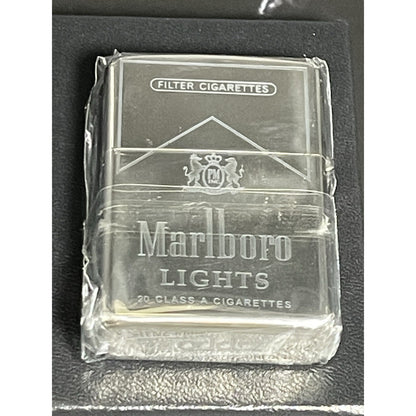 FILTER CIGARETTES
PM
Marlboro
LIGHTS
20 CLASS A CIGARETTES